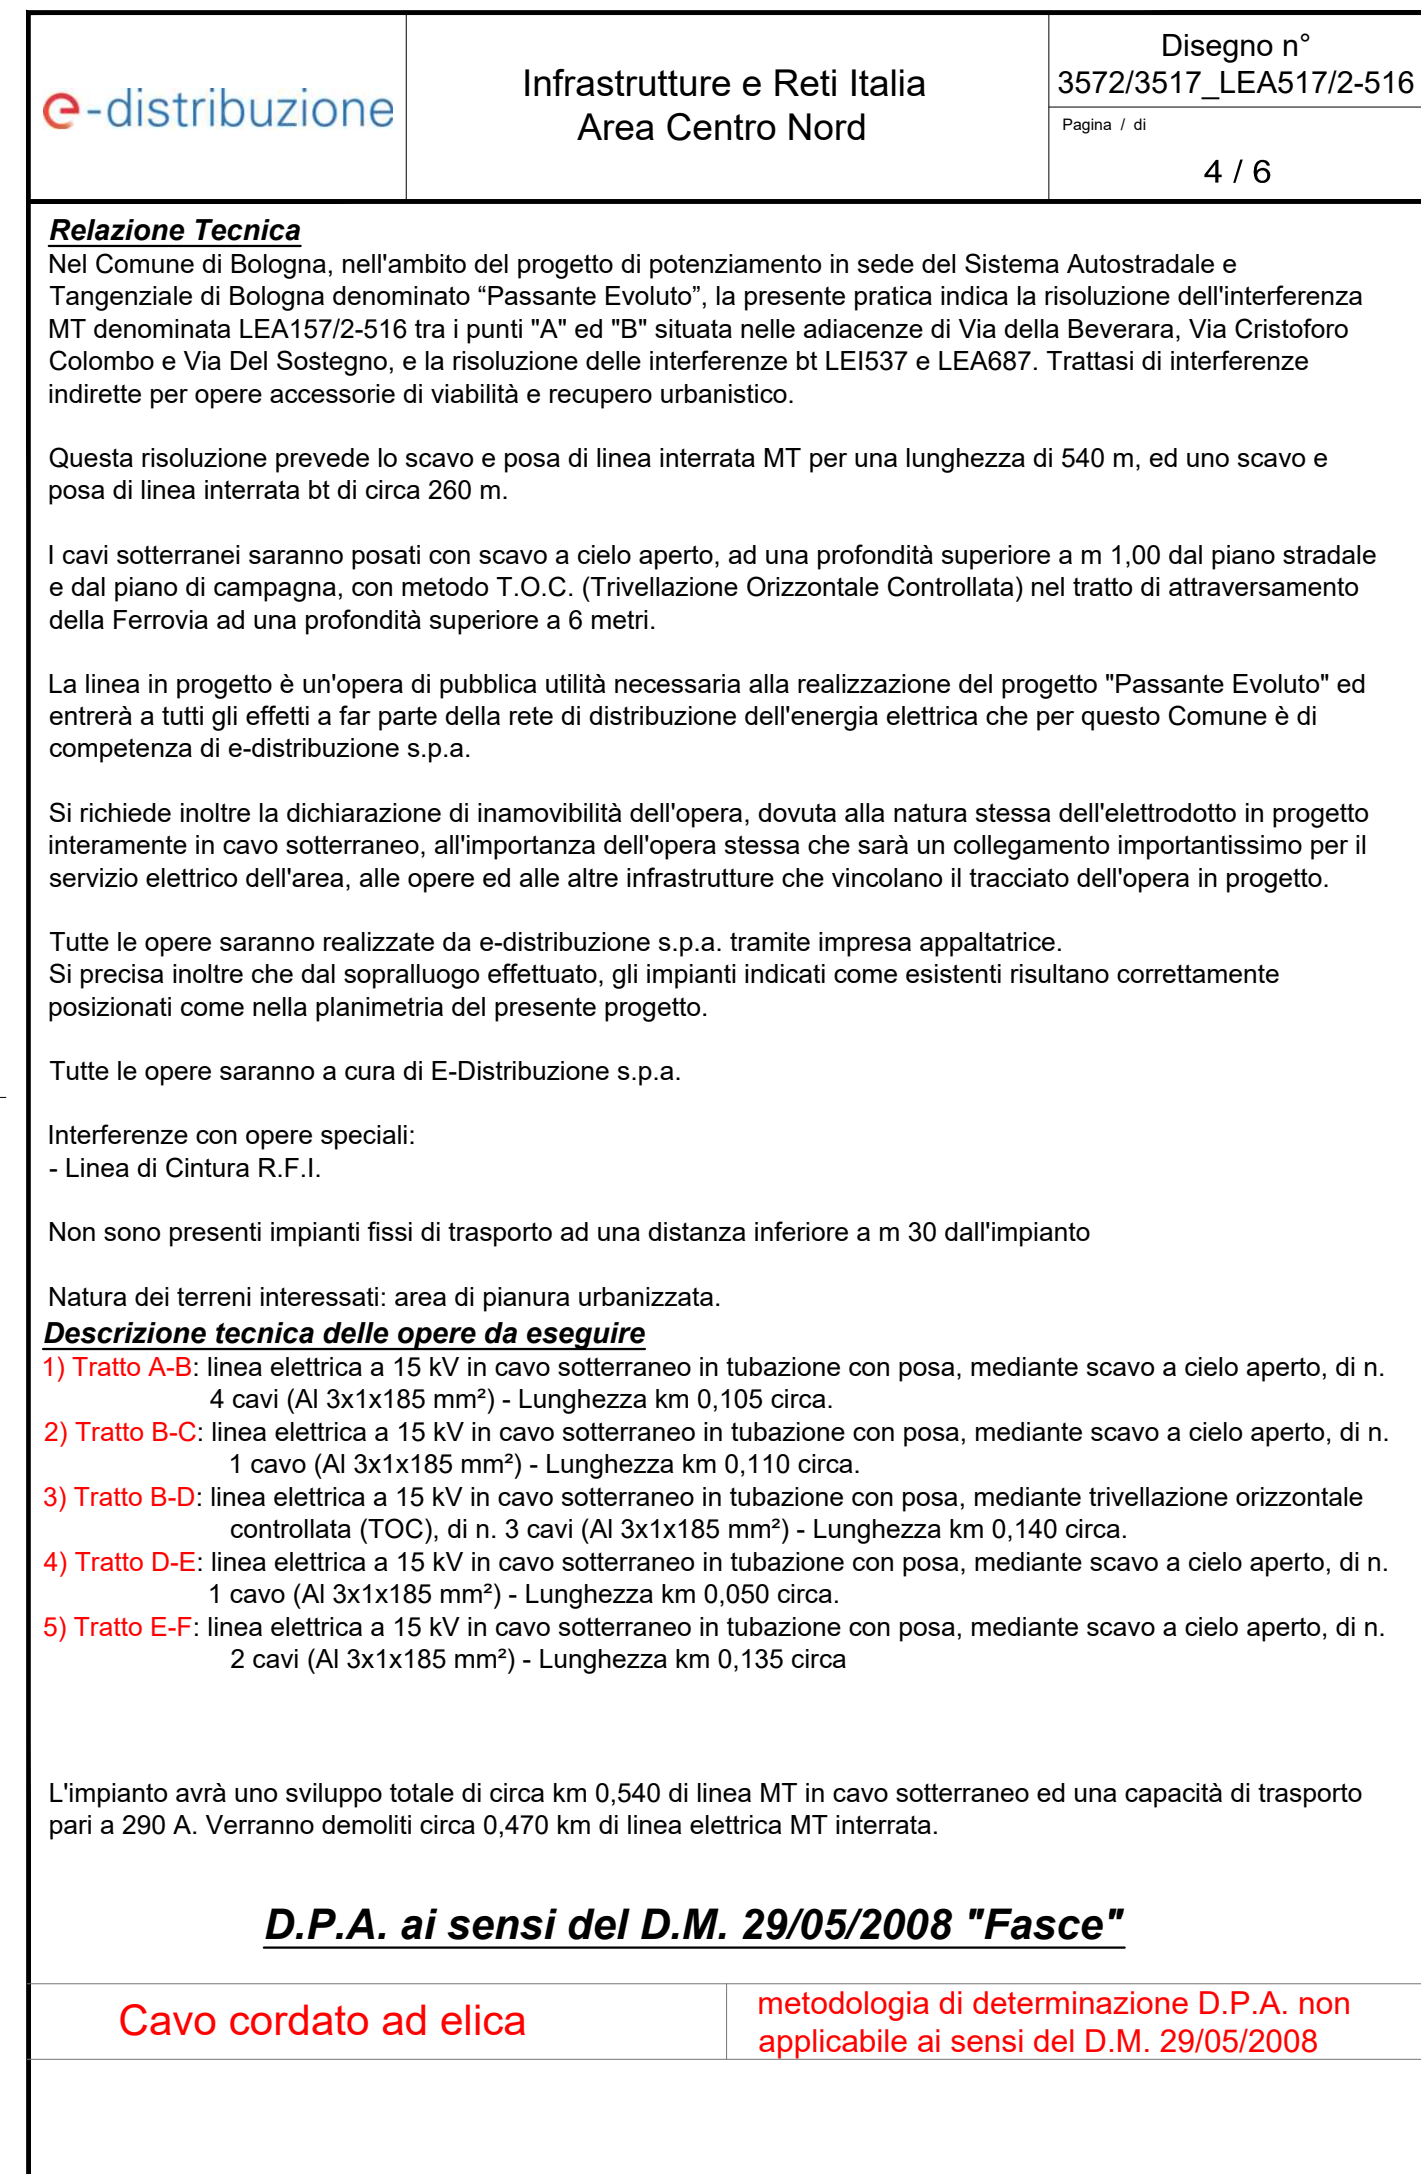 e-distribuzione
Infrastrutture e Reti Italia
Area Centro Nord
Disegno n°
3572/3517_LEA517/2-516
Pagina / di
4 / 6
Relazione Tecnica
Nel Comune di Bologna, nell'ambito del progetto di potenziamento in sede del Sistema Autostradale e
Tangenziale di Bologna denominato “Passante Evoluto”, la presente pratica indica la risoluzione dell'interferenza
MT denominata LEA157/2-516 tra i punti "A" ed "B" situata nelle adiacenze di Via della Beverara, Via Cristoforo
Colombo e Via Del Sostegno, e la risoluzione delle interferenze bt LEI537 e LEA687. Trattasi di interferenze
indirette per opere accessorie di viabilità e recupero urbanistico.
Questa risoluzione prevede lo scavo e posa di linea interrata MT per una lunghezza di 540 m, ed uno scavo e
posa di linea interrata bt di circa 260 m.
I cavi sotterranei saranno posati con scavo a cielo aperto, ad una profondità superiore a m 1,00 dal piano stradale
e dal piano di campagna, con metodo T.O.C. (Trivellazione Orizzontale Controllata) nel tratto di attraversamento
della Ferrovia ad una profondità superiore a 6 metri.
La linea in progetto è un'opera di pubblica utilità necessaria alla realizzazione del progetto "Passante Evoluto" ed
entrerà a tutti gli effetti a far parte della rete di distribuzione dell'energia elettrica che per questo Comune è di
competenza di e-distribuzione s.p.a.
Si richiede inoltre la dichiarazione di inamovibilità dell'opera, dovuta alla natura stessa dell'elettrodotto in progetto
interamente in cavo sotterraneo, all'importanza dell'opera stessa che sarà un collegamento importantissimo per il
servizio elettrico dell'area, alle opere ed alle altre infrastrutture che vincolano il tracciato dell'opera in progetto.
Tutte le opere saranno realizzate da e-distribuzione s.p.a. tramite impresa appaltatrice.
Si precisa inoltre che dal sopralluogo effettuato, gli impianti indicati come esistenti risultano correttamente
posizionati come nella planimetria del presente progetto.
Tutte le opere saranno a cura di E-Distribuzione s.p.a.
Interferenze con opere speciali:
- Linea di Cintura R.F.I.
Non sono presenti impianti fissi di trasporto ad una distanza inferiore a m 30 dall'impianto
Natura dei terreni interessati: area di pianura urbanizzata.
Descrizione tecnica delle opere da eseguire
1) Tratto A-B: linea elettrica a 15 kV in cavo sotterraneo in tubazione con posa, mediante scavo a cielo aperto, di n.
4 cavi (Al 3x1x185 mm²) - Lunghezza km 0,105 circa.
2) Tratto B-C: linea elettrica a 15 kV in cavo sotterraneo in tubazione con posa, mediante scavo a cielo aperto, di n.
1 cavo (Al 3x1x185 mm²) - Lunghezza km 0,110 circa.
3) Tratto B-D: linea elettrica a 15 kV in cavo sotterraneo in tubazione con posa, mediante trivellazione orizzontale
controllata (TOC), di n. 3 cavi (Al 3x1x185 mm²) - Lunghezza km 0,140 circa.
4) Tratto D-E: linea elettrica a 15 kV in cavo sotterraneo in tubazione con posa, mediante scavo a cielo aperto, di n.
1 cavo (Al 3x1x185 mm²) - Lunghezza km 0,050 circa.
5) Tratto E-F: linea elettrica a 15 kV in cavo sotterraneo in tubazione con posa, mediante scavo a cielo aperto, di n.
2 cavi (Al 3x1x185 mm²) - Lunghezza km 0,135 circa
L'impianto avrà uno sviluppo totale di circa km 0,540 di linea MT in cavo sotterraneo ed una capacità di trasporto
pari a 290 A. Verranno demoliti circa 0,470 km di linea elettrica MT interrata.
D.P.A. ai sensi del D.M. 29/05/2008 "Fasce"
Cavo cordato ad elica
metodologia di determinazione D.P.A. non
applicabile ai sensi del D.M. 29/05/2008